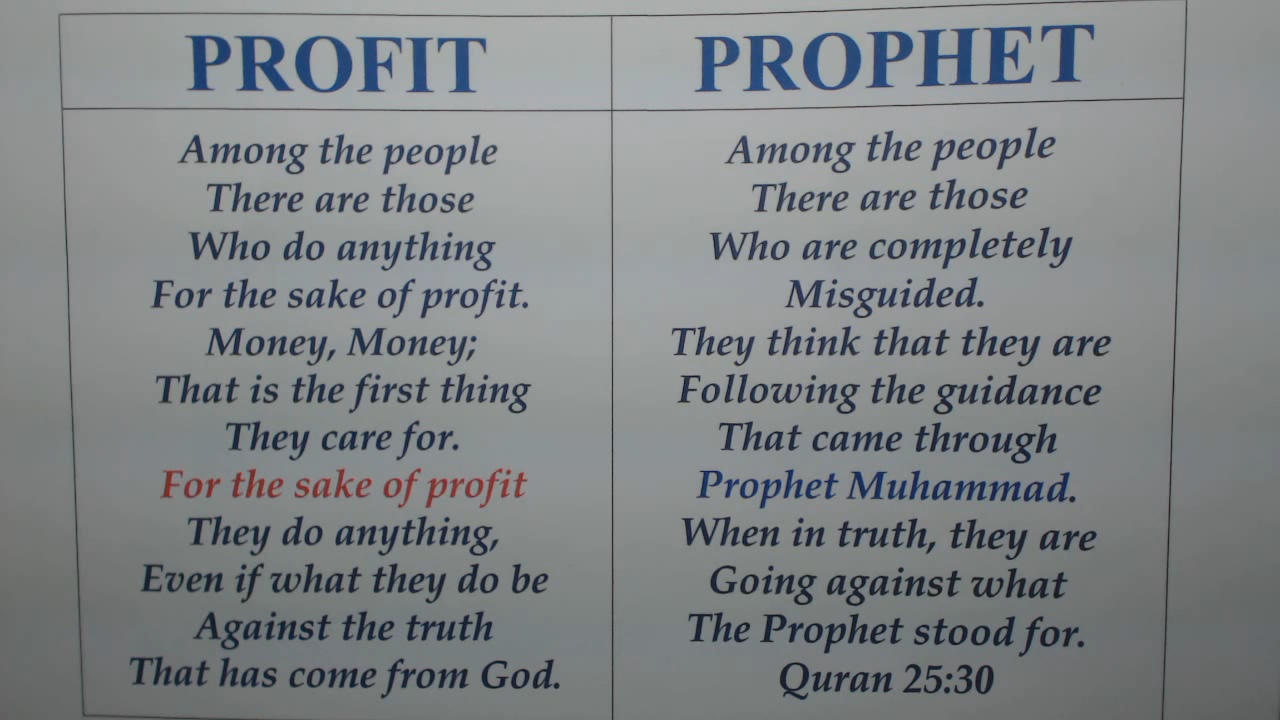 PROFIT
Among the people
There are those
Who do anything
For the sake of profit.
Money, Money;
That is the first thing
They care for.
For the sake of profit
They do anything,
Even if what they do be
Against the truth
That has come from God.
PROPHET
Among the people
There are those
Who are completely
Misguided.
They think that they are
Following the guidance
That came through
Prophet Muhammad.
When in truth, they are
Going against what
The Prophet stood for.
Quran 25:30